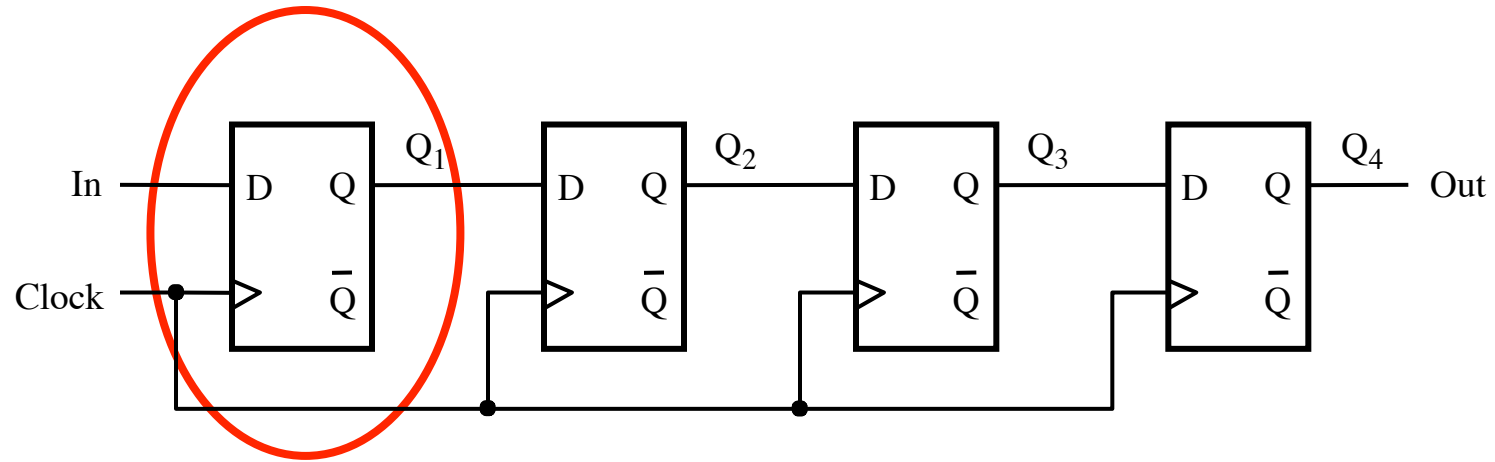 Q₁ Q₂ Q₃ Q₄
In D Q D Q D Q D Q Out
Clock Q̅ Q̅ Q̅ Q̅